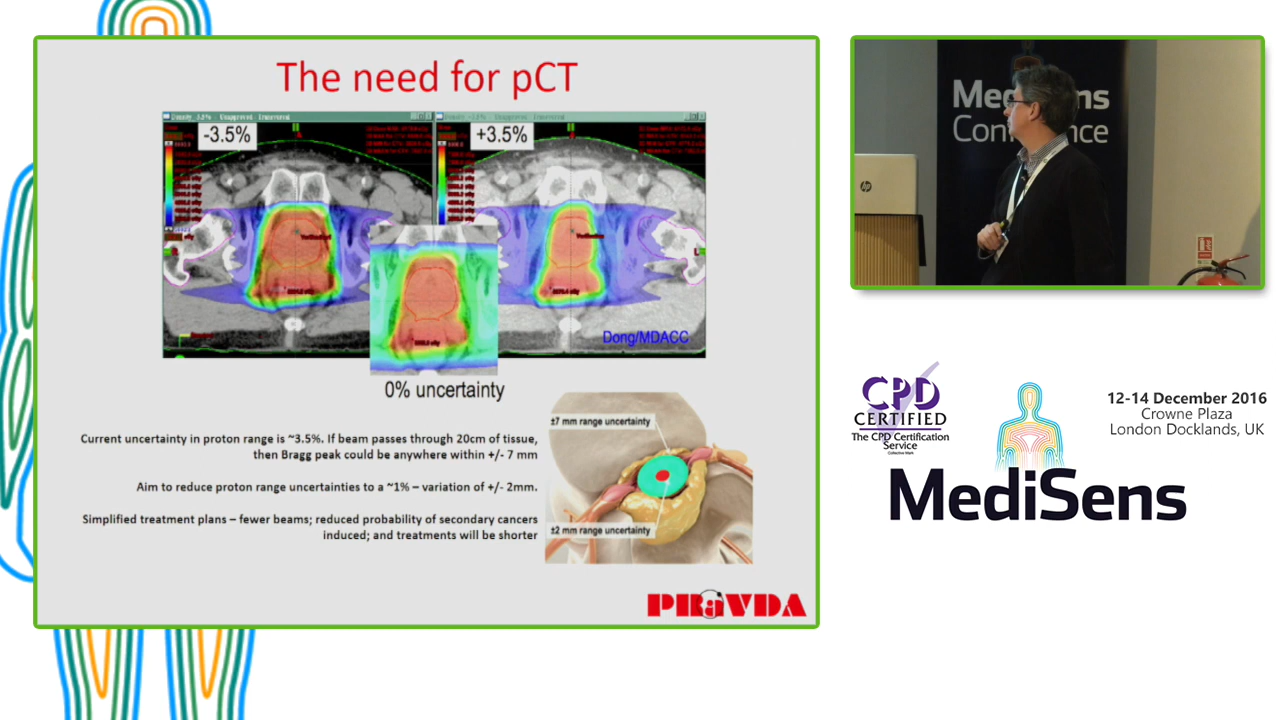 The need for pCT
-3.5%
+3.5%
Dong/MDACC
0% uncertainty
Current uncertainty in proton range is ~3.5%. If beam passes through 20cm of tissue,
then Bragg peak could be anywhere within +/- 7 mm
Aim to reduce proton range uncertainties to a ~1% – variation of +/- 2mm.
Simplified treatment plans – fewer beams; reduced probability of secondary cancers
induced; and treatments will be shorter
±7 mm range uncertainty
±2 mm range uncertainty
PRaVDA
hp
CPD
CERTIFIED
The CPD Certification
Service
Collective Mark
12-14 December 2016
Crowne Plaza
London Docklands, UK
MediSens